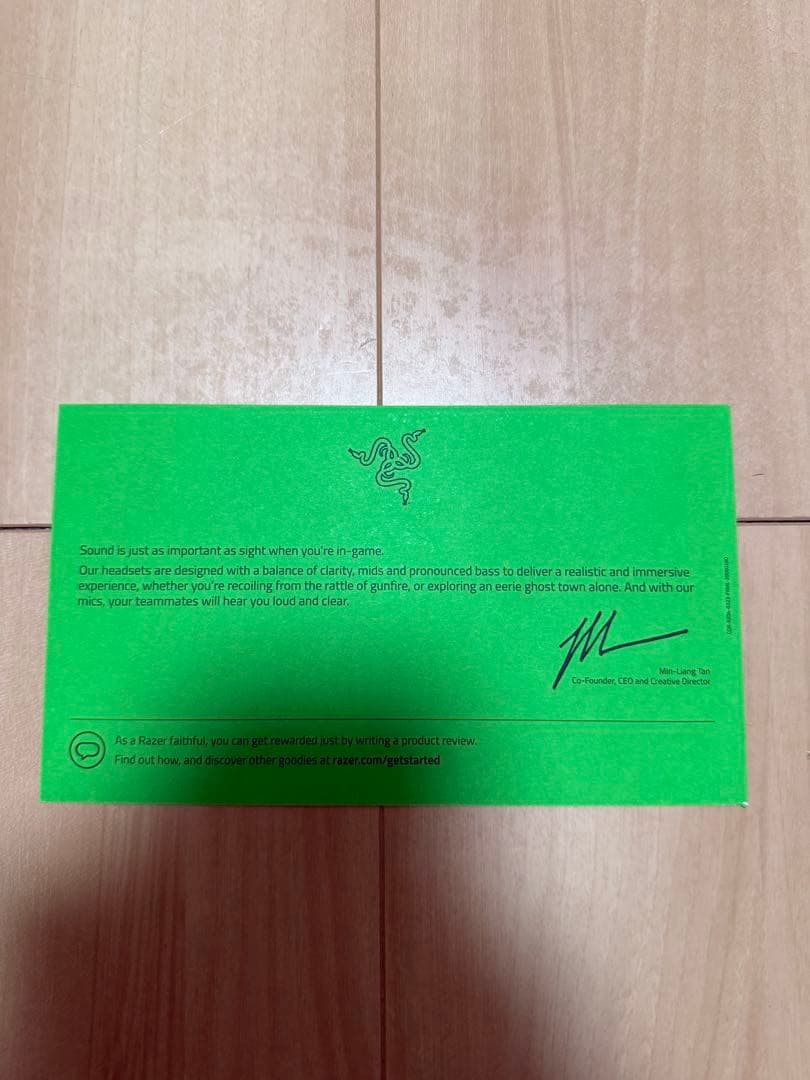 Sound is just as important as sight when you're in-game.
Our headsets are designed with a balance of clarity, mids and pronounced bass to deliver a realistic and immersive
experience, whether you're recoiling from the rattle of gunfire, or exploring an eerie ghost town alone. And with our
mics, your teammates will hear you loud and clear.
Min-Liang Tan
Co-Founder, CEO and Creative Director
As a Razer faithful, you can get rewarded just by writing a product review.
Find out how, and discover other goodies at razer.com/getstarted